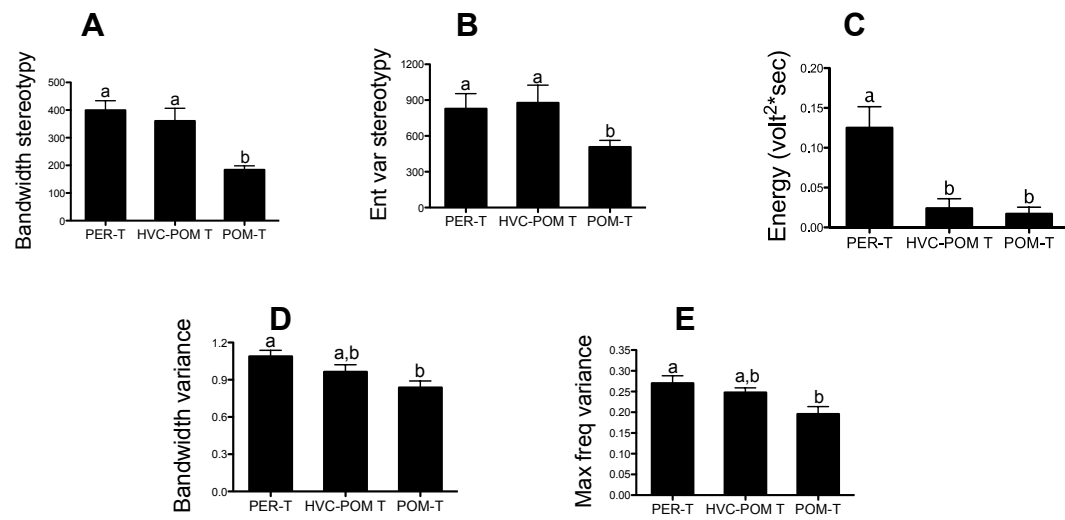 A
Bandwidth stereotypy
500
400
300
200
100
0
a
a
b
PER-T HVC-POM T POM-T
B
Ent var stereotypy
1200
900
600
300
0
a
a
b
PER-T HVC-POM T POM-T
C
Energy (volt²*sec)
0.20
0.15
0.10
0.05
0.00
a
b
b
PER-T HVC-POM T POM-T
D
Bandwidth variance
1.2
0.9
0.6
0.3
0.0
a
a,b
b
PER-T HVC-POM T POM-T
E
Max freq variance
0.35
0.30
0.25
0.20
0.15
0.10
0.05
0.00
a
a,b
b
PER-T HVC-POM T POM-T